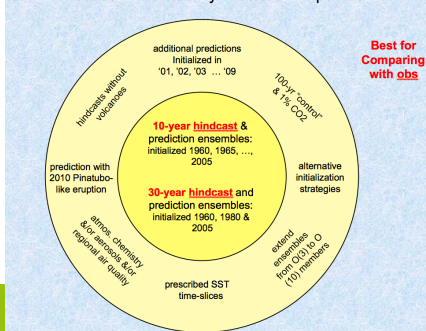 additional predictions
Initialized in
'01, '02, '03 … '09
Best for
Comparing
with obs
hindcasts without
volcanoes
100-yr "control"
& 1% CO2
10-year hindcast &
prediction ensembles:
initialized 1960, 1965, …,
2005
prediction with
2010 Pinatubo-
like eruption
alternative
initialization
strategies
30-year hindcast and
prediction ensembles:
initialized 1960, 1980 &
2005
atmos. chemistry
&/or aerosols &/or
regional air quality
extend
ensembles
from O(3) to O
(10) members
prescribed SST
time-slices